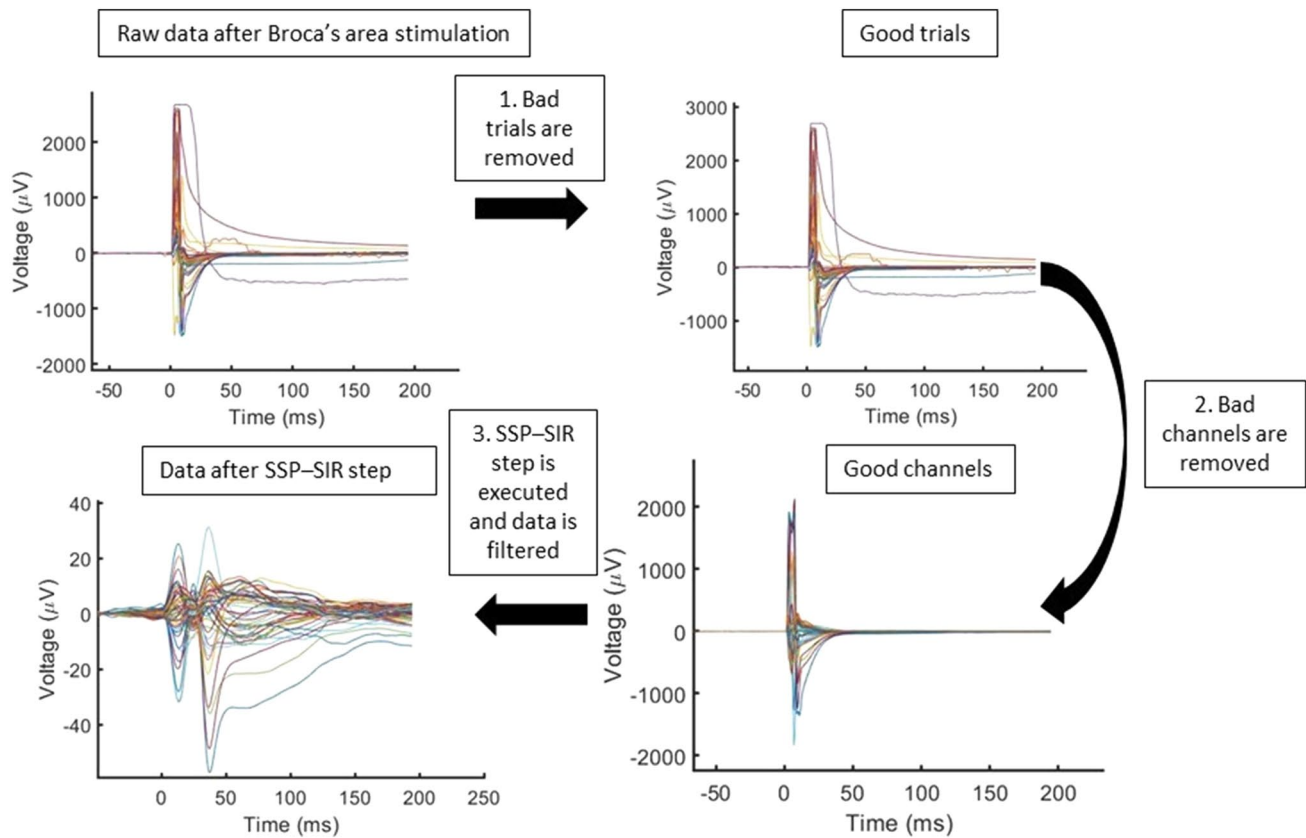 Raw data after Broca's area stimulation
Good trials
1. Bad
trials are
removed
Voltage (μV)
2000
1000
0
-1000
-2000
-50
0
50
100
150
200
Time (ms)
Voltage (μV)
3000
2000
1000
0
-1000
-50
0
50
100
150
200
Time (ms)
2. Bad
channels are
removed
Data after SSP–SIR step
3. SSP–SIR
step is
executed
and data is
filtered
Good channels
Voltage (μV)
40
20
0
-20
-40
0
50
100
150
200
250
Time (ms)
Voltage (μV)
2000
1000
0
-1000
-2000
-50
0
50
100
150
200
Time (ms)